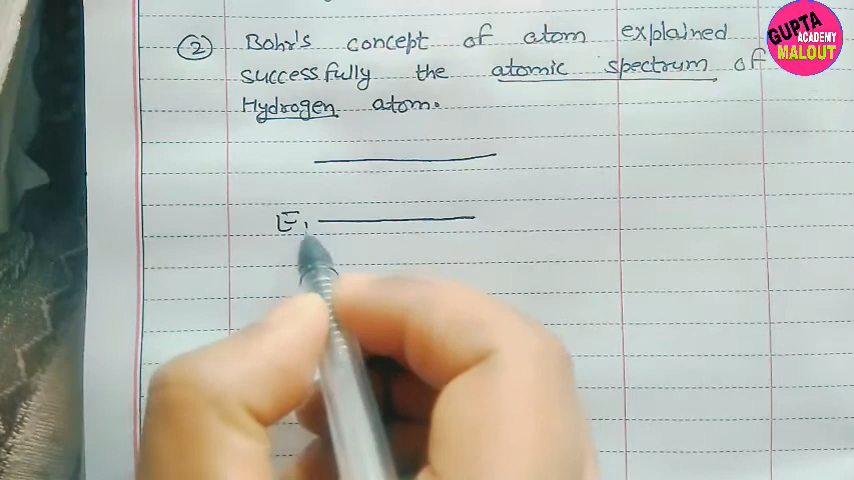 GUPTA
ACADEMY
MALOUT
② Bohr's concept of atom explained
successfully the atomic spectrum of
Hydrogen atom.
E₁